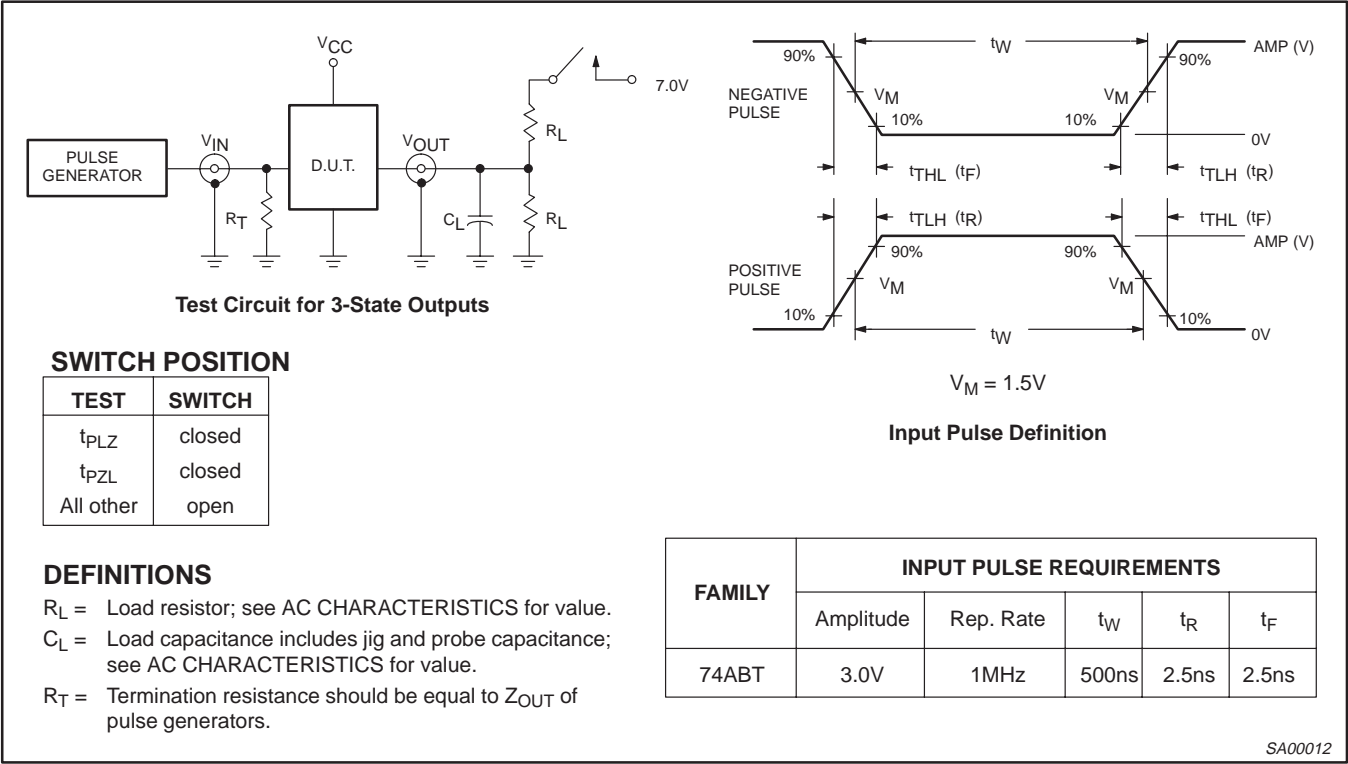 VCC
7.0V
RL
PULSE
GENERATOR
VIN
D.U.T.
VOUT
RT
CL
RL
Test Circuit for 3-State Outputs
90%
tW
90%
AMP (V)
NEGATIVE
PULSE
VM
VM
10%
10%
0V
tTHL (tF)
tTLH (tR)
tTLH (tR)
tTHL (tF)
AMP (V)
90%
90%
POSITIVE
PULSE
VM
VM
10%
10%
tW
0V
VM = 1.5V
Input Pulse Definition
SWITCH POSITION
TEST SWITCH
tPLZ closed
tPZL closed
All other open
DEFINITIONS
RL = Load resistor; see AC CHARACTERISTICS for value.
CL = Load capacitance includes jig and probe capacitance;
see AC CHARACTERISTICS for value.
RT = Termination resistance should be equal to ZOUT of
pulse generators.
FAMILY
INPUT PULSE REQUIREMENTS
Amplitude Rep. Rate tW tR tF
74ABT 3.0V 1MHz 500ns 2.5ns 2.5ns
SA00012